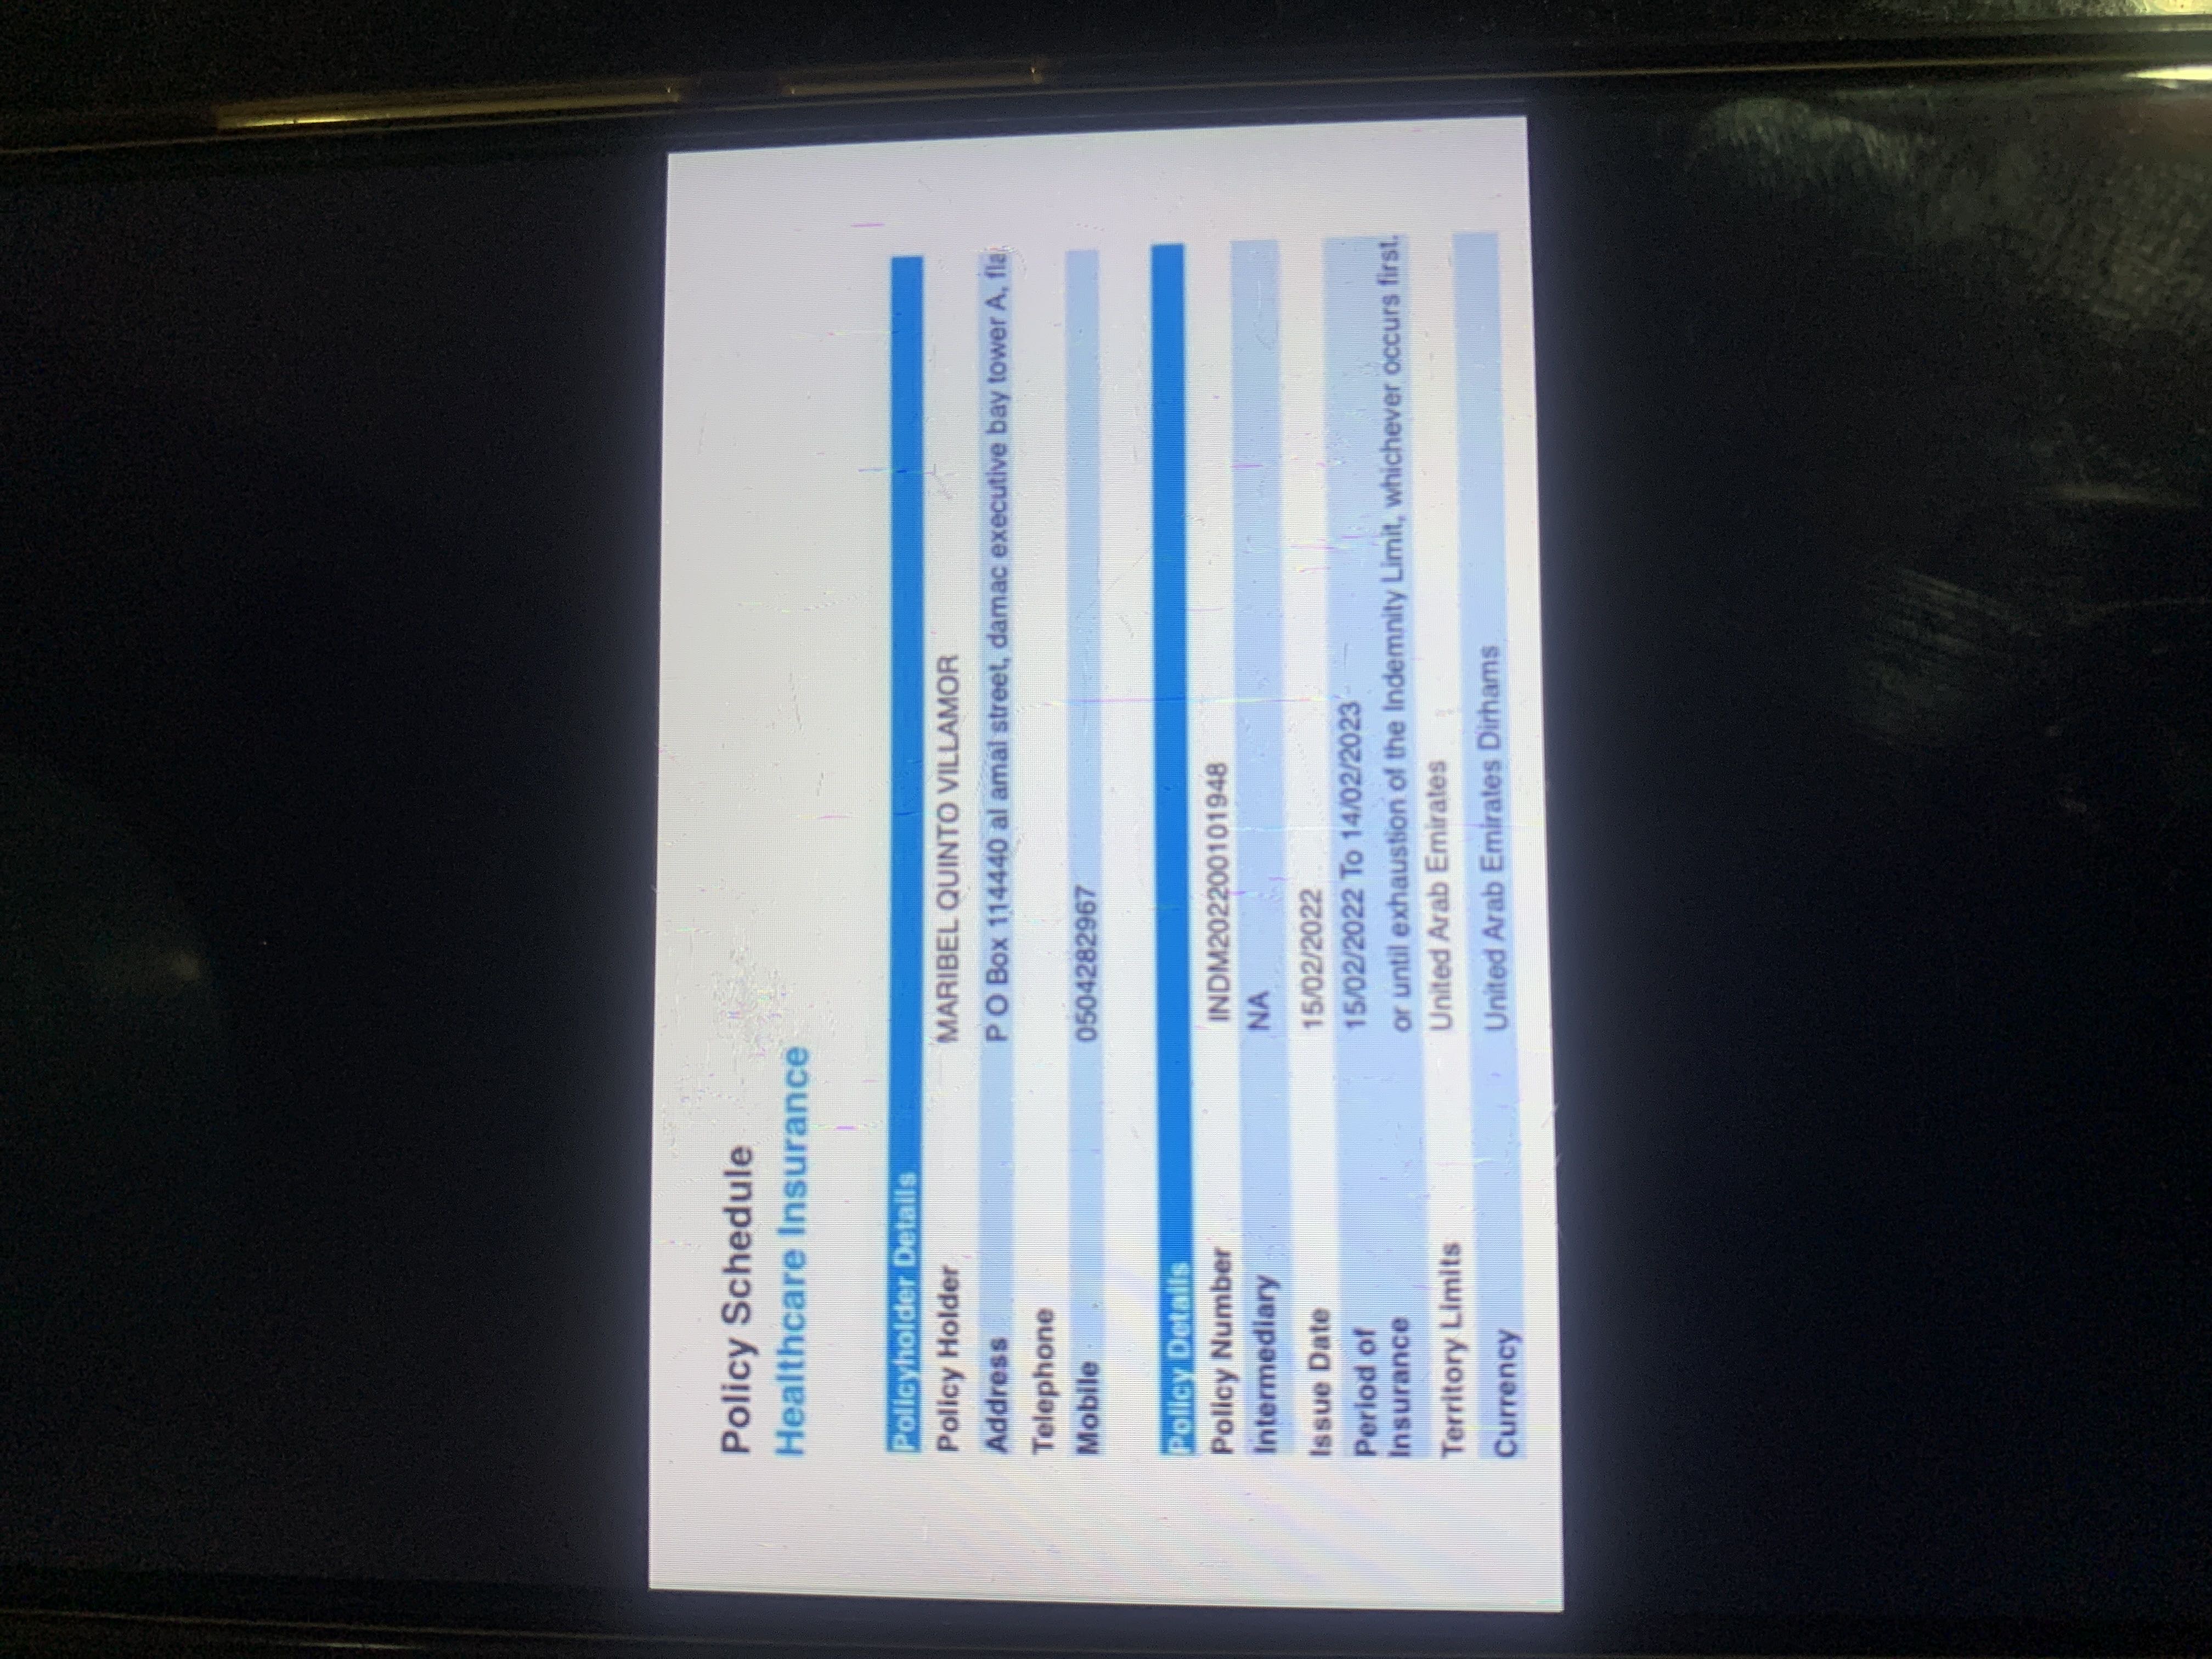 Policy Schedule
Healthcare Insurance
Policyholder Details
Policy Holder MARIBEL QUINTO VILLAMOR
Address P O Box 114440 al amal street, damac executive bay tower A, fla
Telephone
Mobile 0504282967
Policy Details
Policy Number INDM202200101948
Intermediary NA
Issue Date 15/02/2022
Period of 15/02/2022 To 14/02/2023
Insurance or until exhaustion of the Indemnity Limit, whichever occurs first.
Territory Limits United Arab Emirates
Currency United Arab Emirates Dirhams